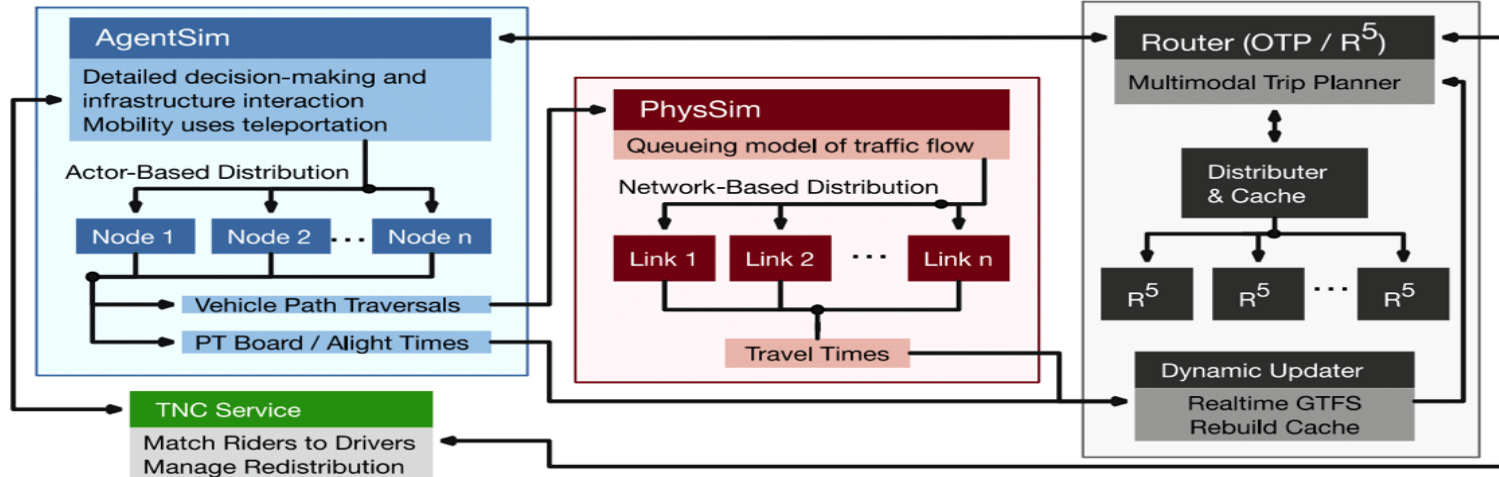 AgentSim
Detailed decision-making and
infrastructure interaction
Mobility uses teleportation
Actor-Based Distribution
Node 1
Node 2
...
Node n
Vehicle Path Traversals
PT Board / Alight Times
TNC Service
Match Riders to Drivers
Manage Redistribution
PhysSim
Queueing model of traffic flow
Network-Based Distribution
Link 1
Link 2
...
Link n
Travel Times
Router (OTP / R⁵)
Multimodal Trip Planner
Distributer
& Cache
R⁵
R⁵
...
R⁵
Dynamic Updater
Realtime GTFS
Rebuild Cache